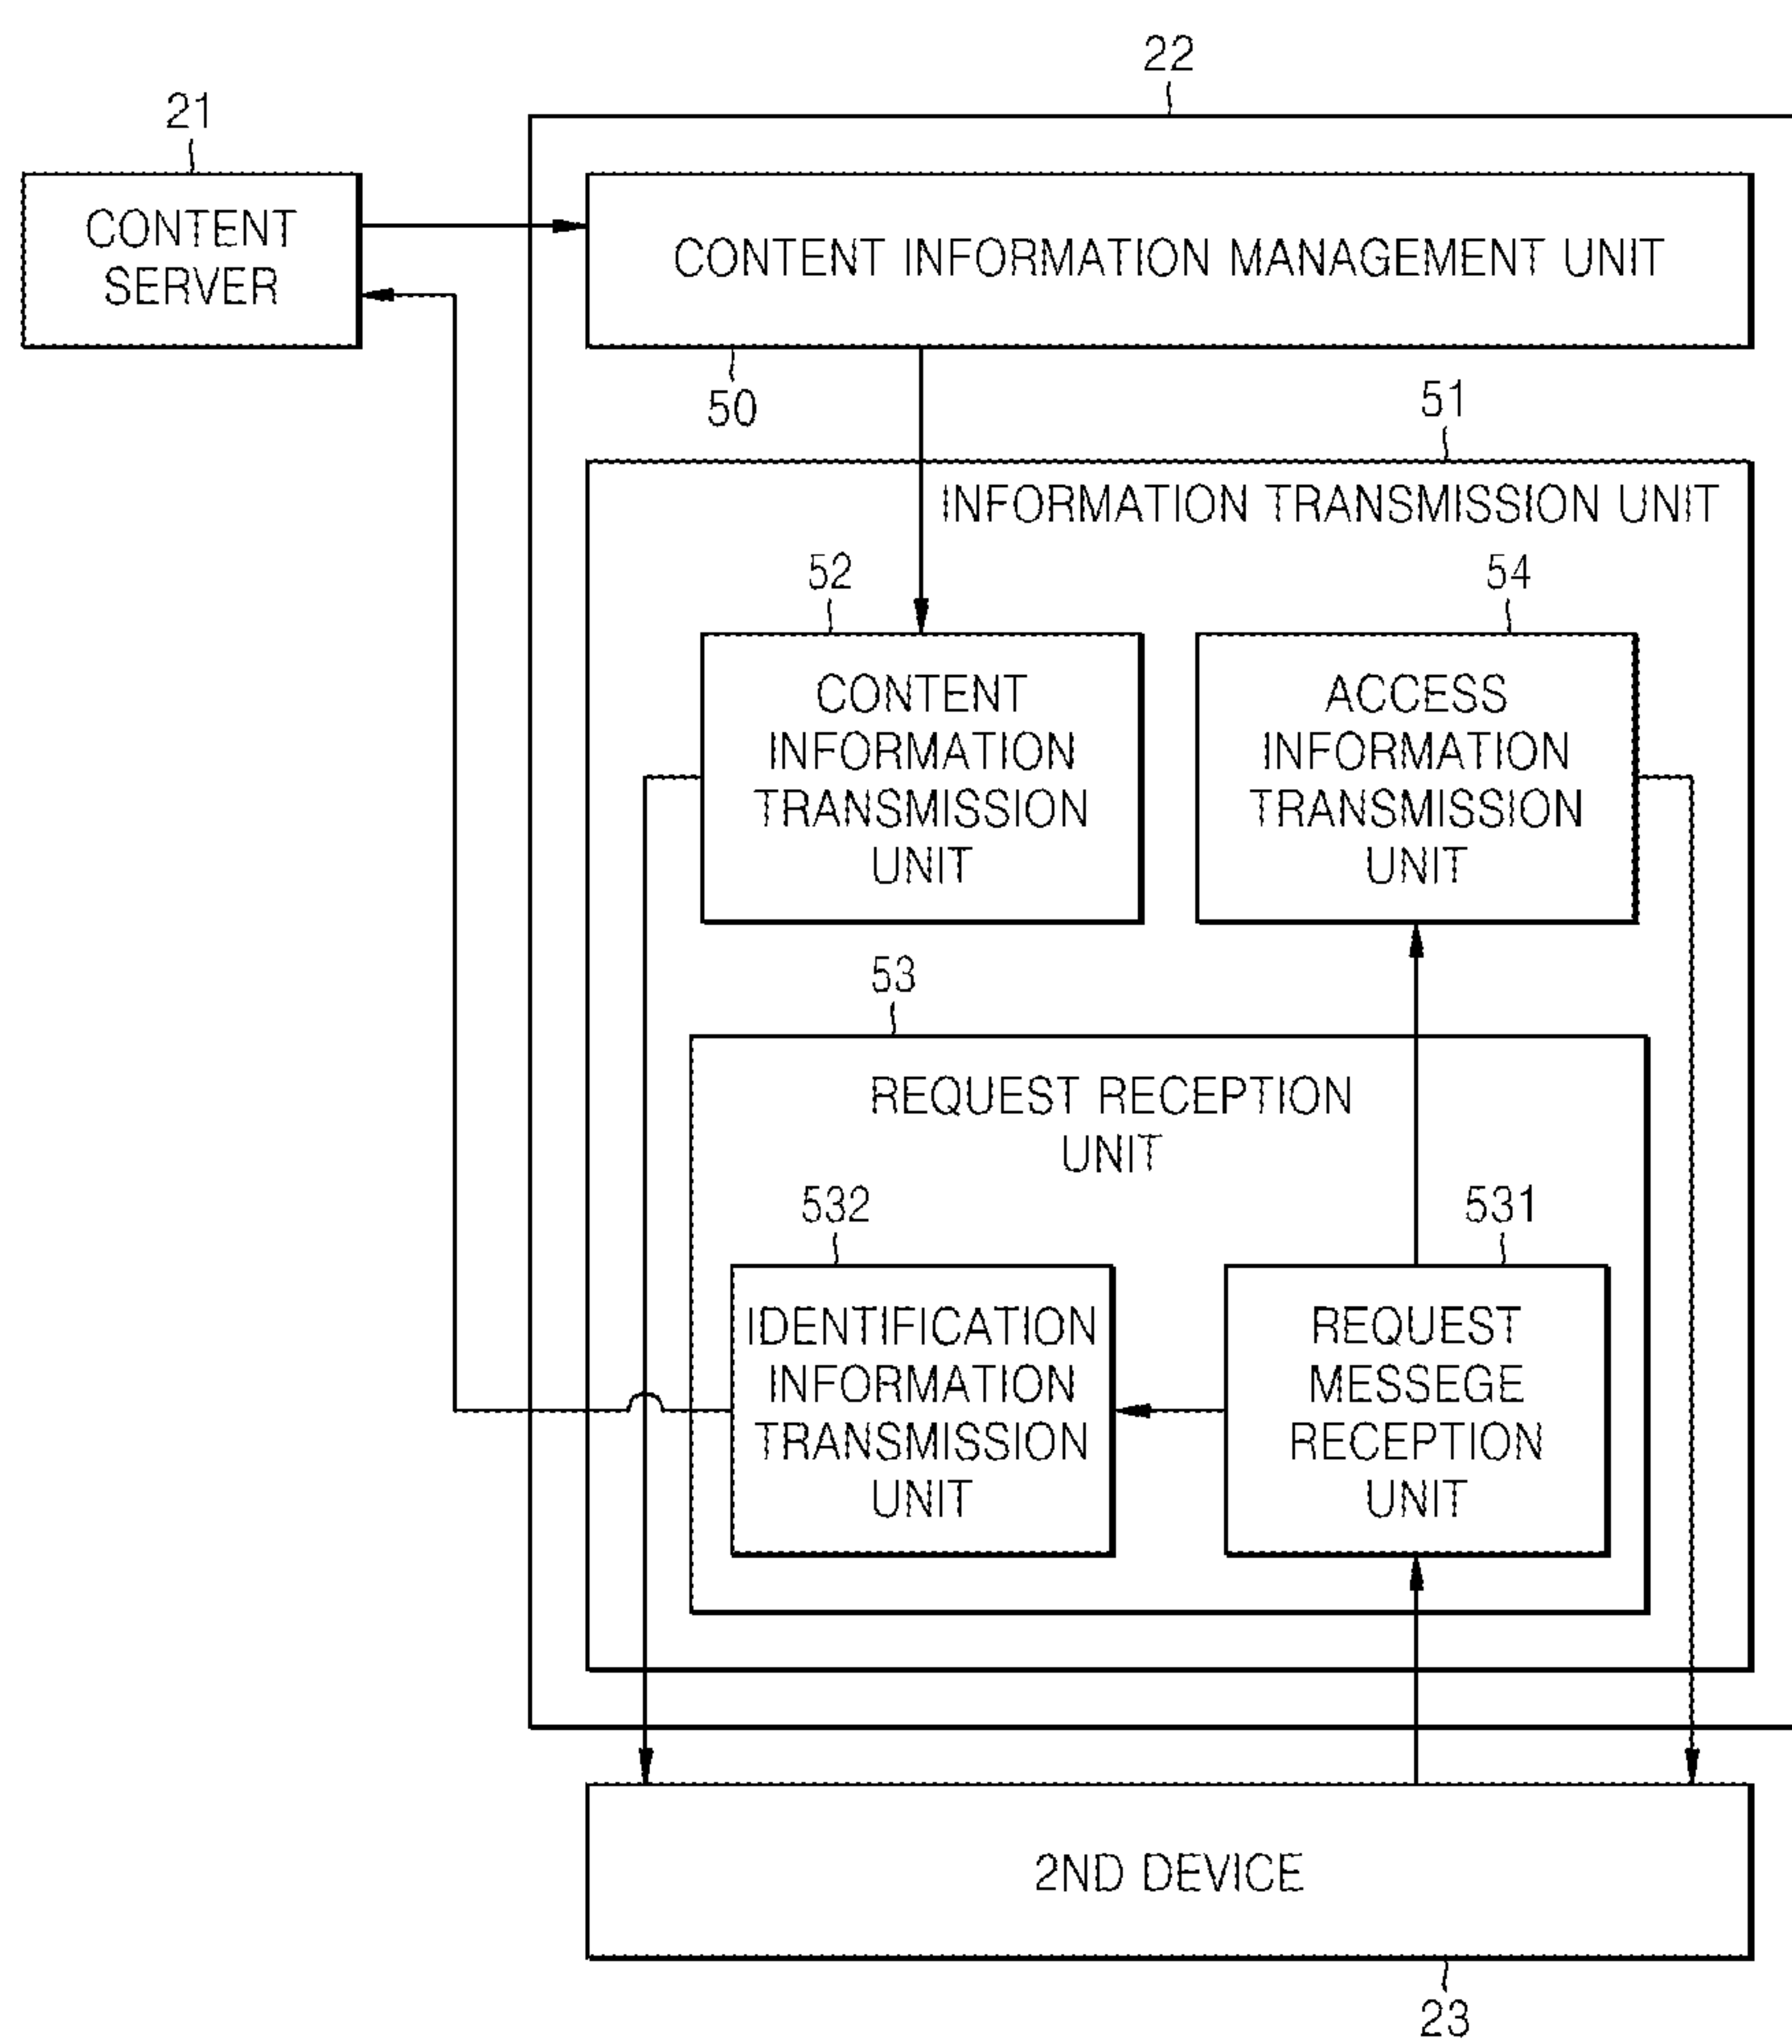 22
21
CONTENT
SERVER
CONTENT INFORMATION MANAGEMENT UNIT
50
51
INFORMATION TRANSMISSION UNIT
52
54
CONTENT
INFORMATION
TRANSMISSION
UNIT
ACCESS
INFORMATION
TRANSMISSION
UNIT
53
REQUEST RECEPTION
UNIT
532
531
IDENTIFICATION
INFORMATION
TRANSMISSION
UNIT
REQUEST
MESSEGE
RECEPTION
UNIT
2ND DEVICE
23